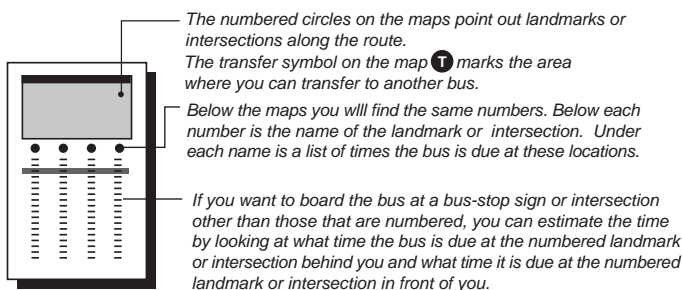 The numbered circles on the maps point out landmarks or
intersections along the route.
The transfer symbol on the map T marks the area
where you can transfer to another bus.
Below the maps you wlll find the same numbers. Below each
number is the name of the landmark or intersection. Under
each name is a list of times the bus is due at these locations.
If you want to board the bus at a bus-stop sign or intersection
other than those that are numbered, you can estimate the time
by looking at what time the bus is due at the numbered landmark
or intersection behind you and what time it is due at the numbered
landmark or intersection in front of you.